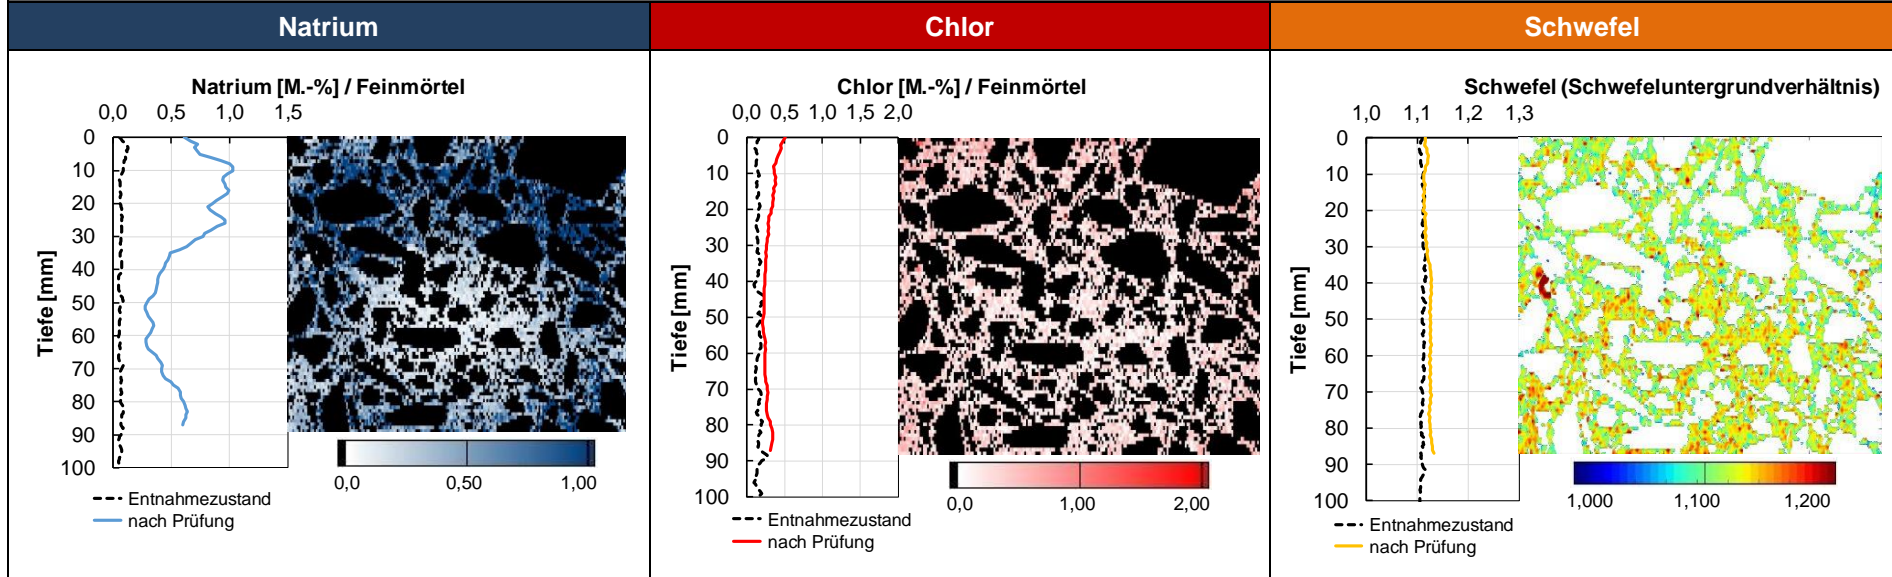 Natrium
Chlor
Schwefel
Natrium [M.-%] / Feinmörtel
0,0 0,5 1,0 1,5
Tiefe [mm]
0
10
20
30
40
50
60
70
80
90
100
0,0 0,50 1,00
Entnahmezustand
nach Prüfung
Chlor [M.-%] / Feinmörtel
0,0 0,5 1,0 1,5 2,0
Tiefe [mm]
0
10
20
30
40
50
60
70
80
90
100
0,0 1,00 2,00
Entnahmezustand
nach Prüfung
Schwefel (Schwefeluntergrundverhältnis)
1,0 1,1 1,2 1,3
Tiefe [mm]
0
10
20
30
40
50
60
70
80
90
100
1,000 1,100 1,200
Entnahmezustand
nach Prüfung